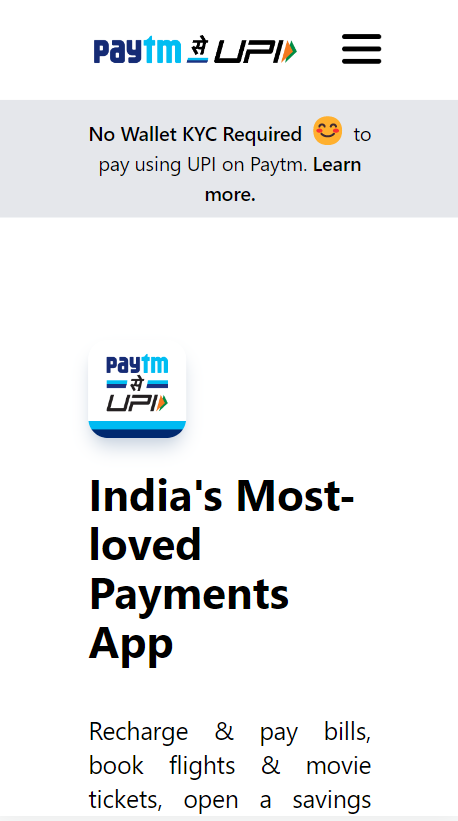 paytm से UPI
No Wallet KYC Required 😊 to
pay using UPI on Paytm. Learn
more.
paytm
से
UPI
India's Most-
loved
Payments
App
Recharge & pay bills,
book flights & movie
tickets, open a savings